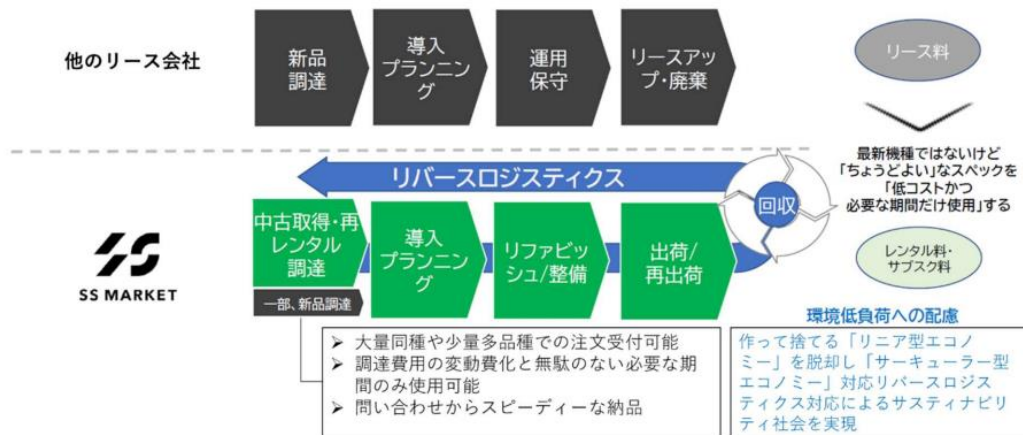 他のリース会社
新品
調達
導入
プランニン
グ
運用
保守
リースアッ
プ・廃棄
リース料
最新機種ではないけど
「ちょうどよい」なスペックを
「低コストかつ
必要な期間だけ使用」する
リバースロジスティクス
回収
SS MARKET
中古取得・再
レンタル
調達
導入
プランニン
グ
リファビッ
シュ/整備
出荷/
再出荷
レンタル料・
サブスク料
一部、新品調達
➢ 大量同種や少量多品種での注文受付可能
➢ 調達費用の変動費化と無駄のない必要な期
間のみ使用可能
➢ 問い合わせからスピーディーな納品
環境低負荷への配慮
作って捨てる「リニア型エコノ
ミー」を脱却し「サーキューラー型
エコノミー」対応リバースロジス
ティクス対応によるサスティナビリ
ティ社会を実現